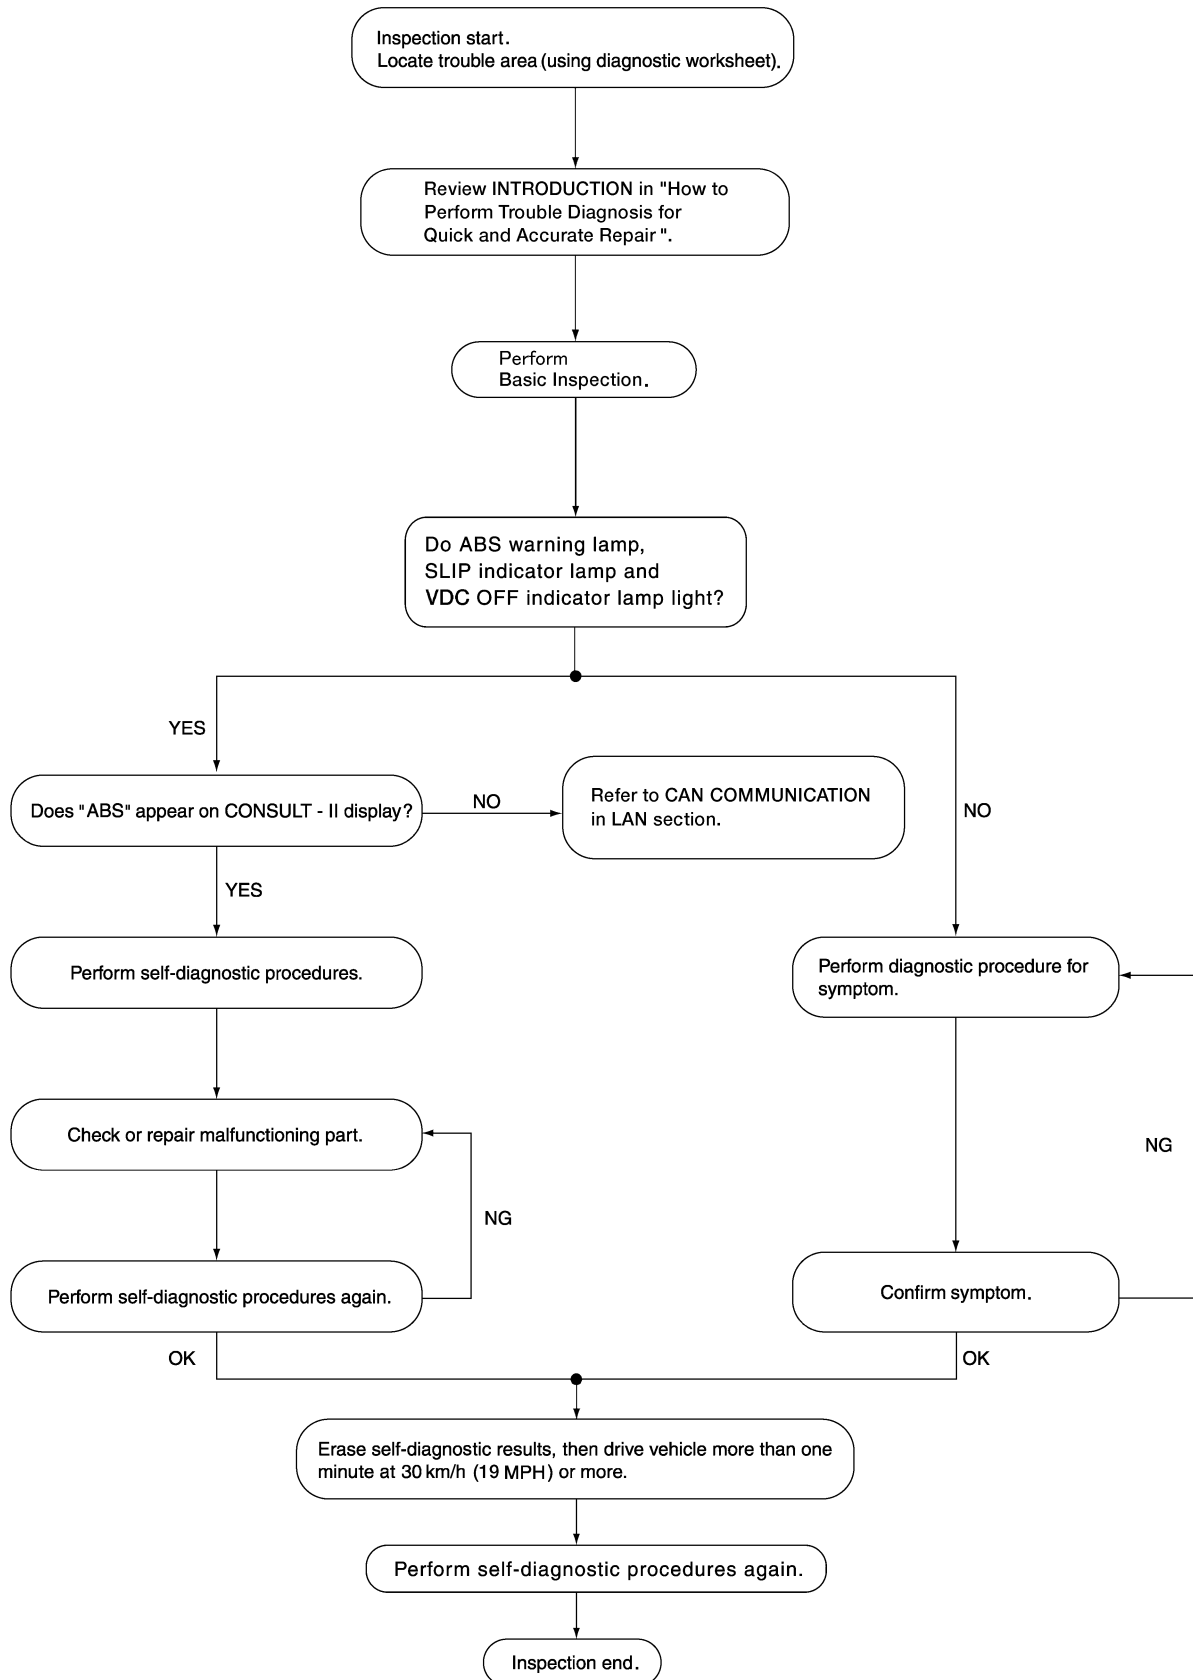 Inspection start.
Locate trouble area (using diagnostic worksheet).
Review INTRODUCTION in "How to
Perform Trouble Diagnosis for
Quick and Accurate Repair ".
Perform
Basic Inspection.
Do ABS warning lamp,
SLIP indicator lamp and
VDC OFF indicator lamp light?
YES
Does "ABS" appear on CONSULT - II display?
NO
Refer to CAN COMMUNICATION
in LAN section.
NO
YES
Perform self-diagnostic procedures.
Perform diagnostic procedure for
symptom.
Check or repair malfunctioning part.
NG
NG
Perform self-diagnostic procedures again.
Confirm symptom.
OK
OK
Erase self-diagnostic results, then drive vehicle more than one
minute at 30 km/h (19 MPH) or more.
Perform self-diagnostic procedures again.
Inspection end.